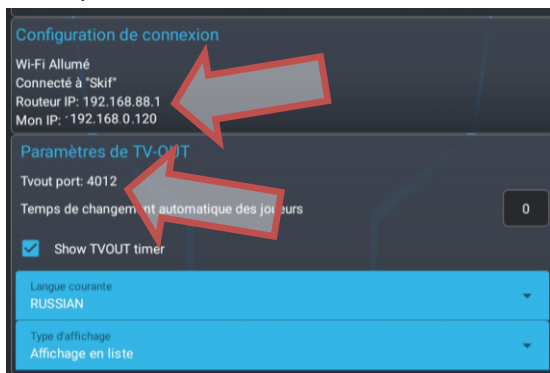 Configuration de connexion
Wi-Fi Allumé
Connecté à "Skif"
Routeur IP: 192.168.88.1
Mon IP: 192.168.0.120
Paramètres de TV-OUT
Tvout port: 4012
Temps de changement automatique des joueurs
0
Show TVOUT timer
Langue courante
RUSSIAN
Type d'affichage
Affichage en liste